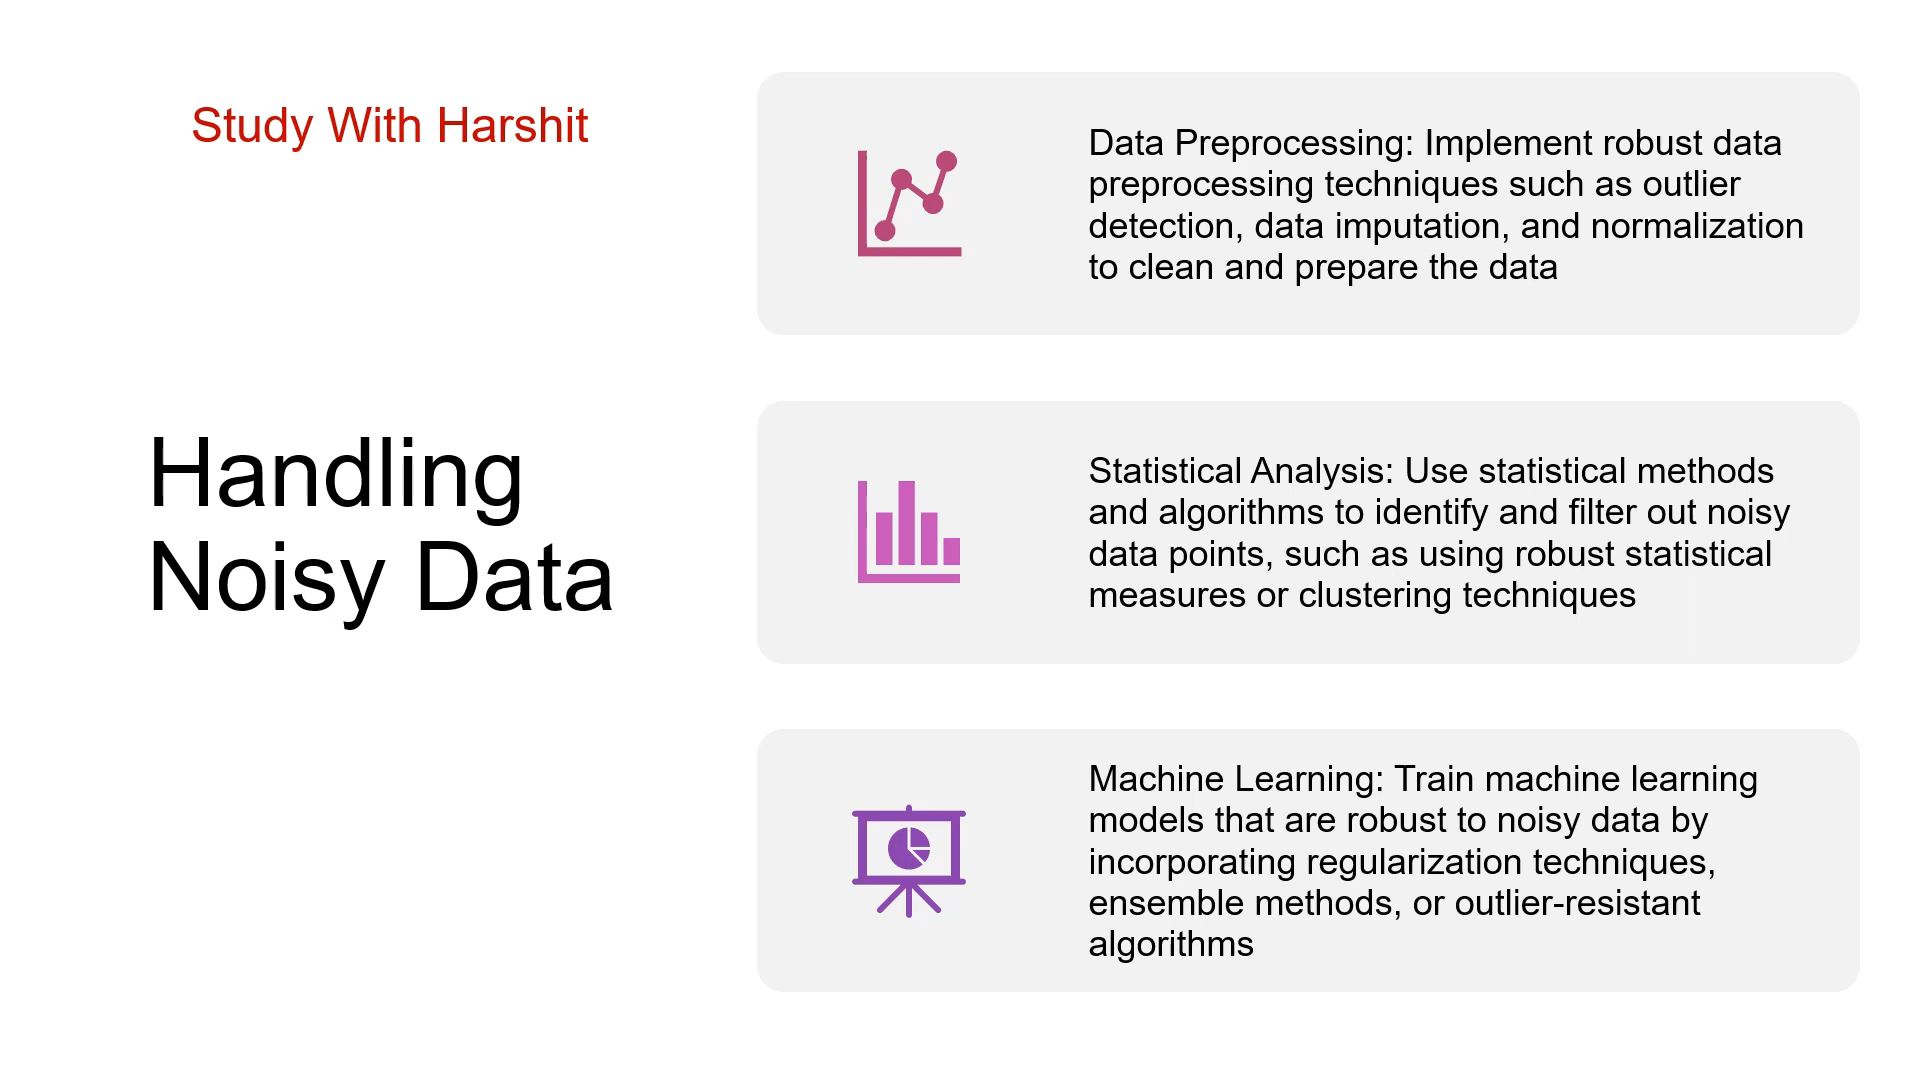 Study With Harshit
Handling
Noisy Data
Data Preprocessing: Implement robust data
preprocessing techniques such as outlier
detection, data imputation, and normalization
to clean and prepare the data
Statistical Analysis: Use statistical methods
and algorithms to identify and filter out noisy
data points, such as using robust statistical
measures or clustering techniques
Machine Learning: Train machine learning
models that are robust to noisy data by
incorporating regularization techniques,
ensemble methods, or outlier-resistant
algorithms